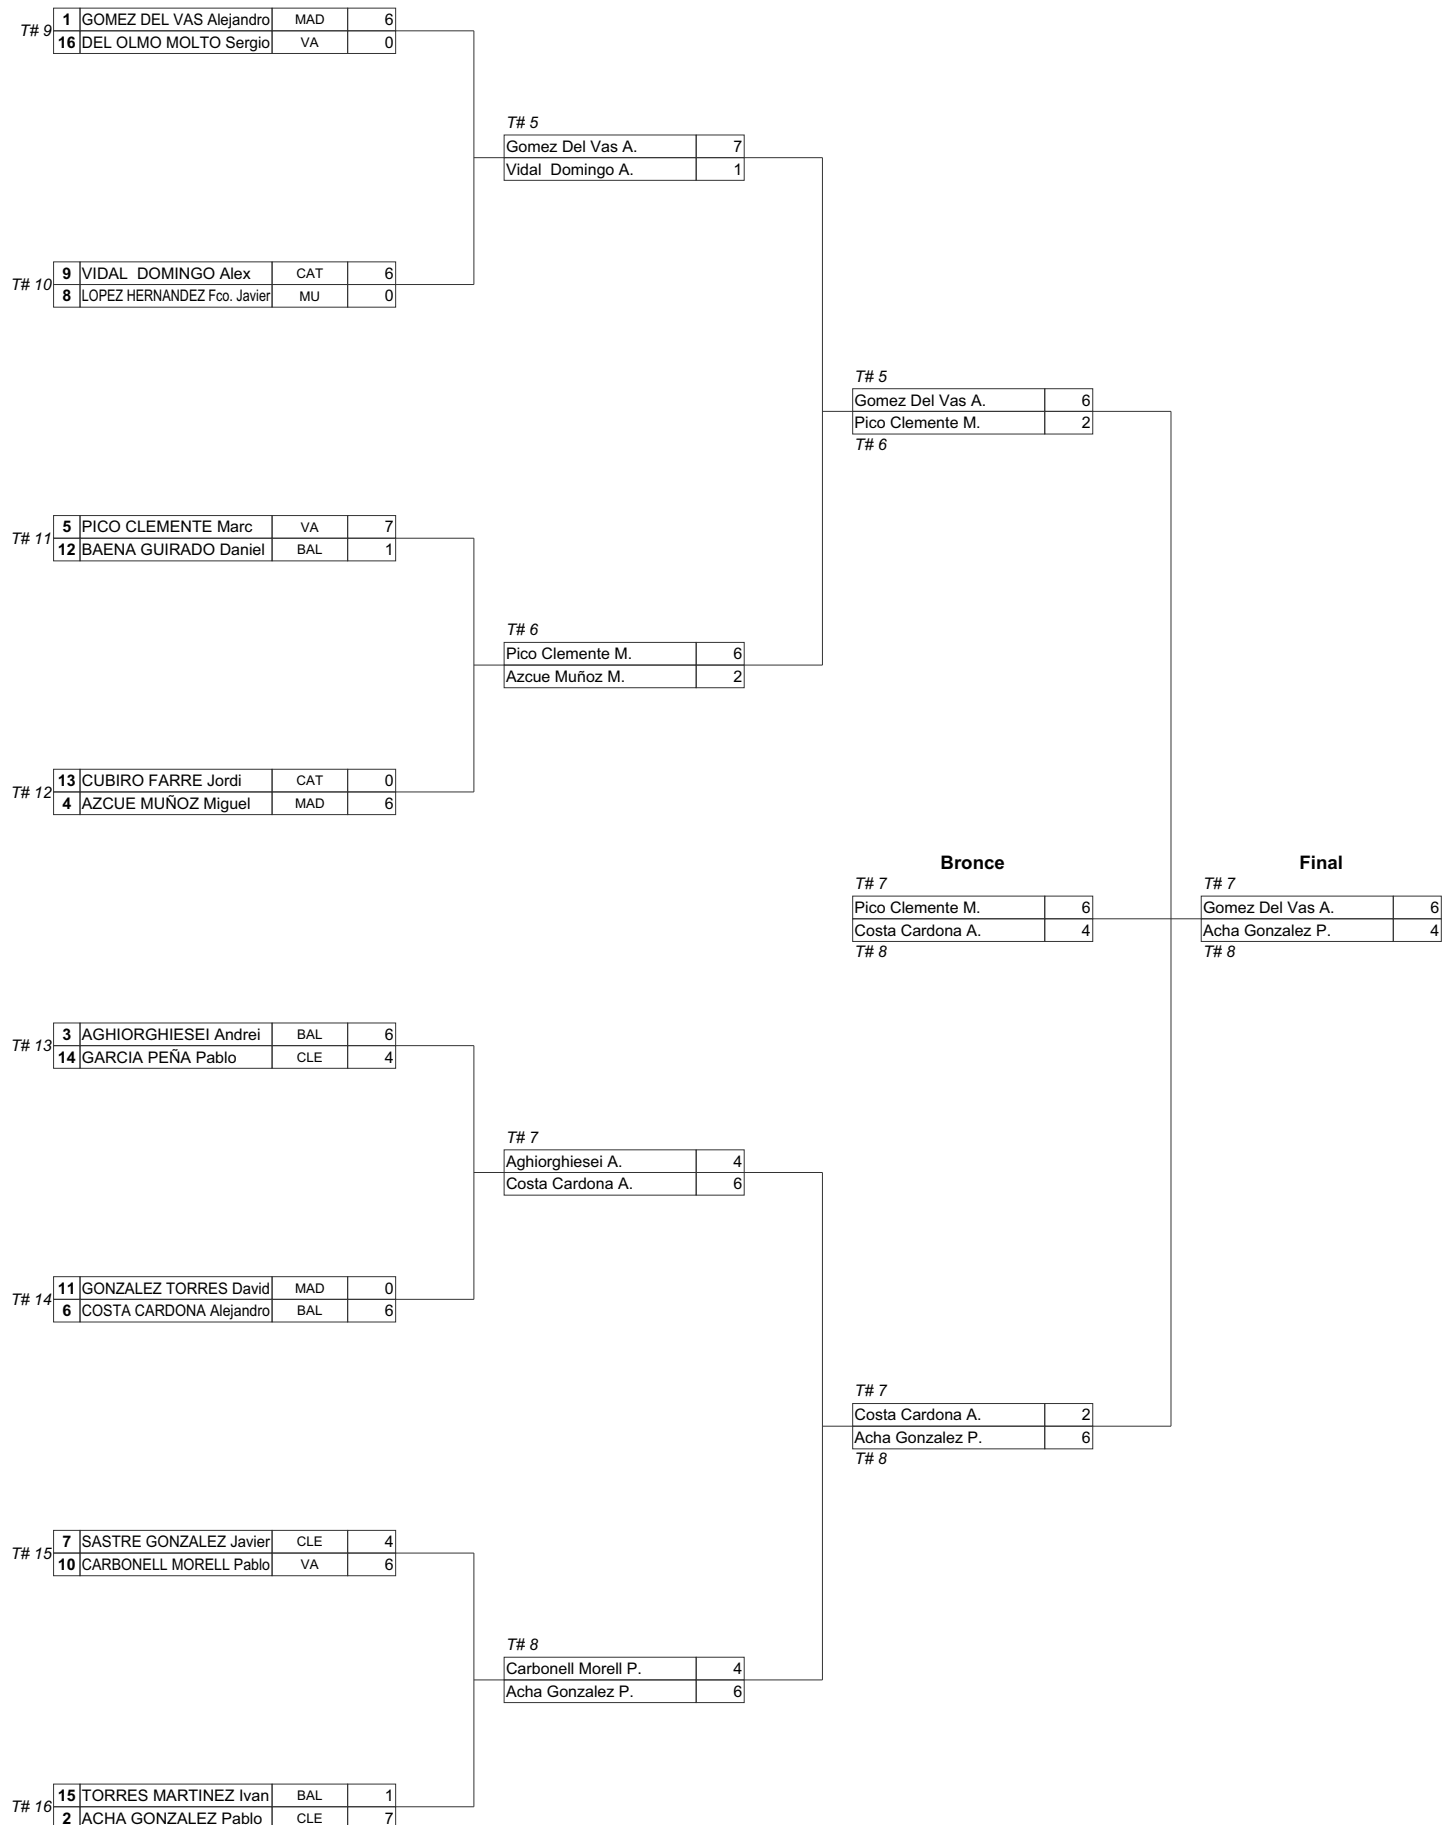 T# 9
1 GOMEZ DEL VAS Alejandro MAD 6
16 DEL OLMO MOLTO Sergio VA 0
T# 5
Gomez Del Vas A. 7
Vidal  Domingo A. 1
T# 10
9 VIDAL  DOMINGO Alex CAT 6
8 LOPEZ HERNANDEZ Fco. Javier MU 0
T# 5
Gomez Del Vas A. 6
Pico Clemente M. 2
T# 6
T# 11
5 PICO CLEMENTE Marc VA 7
12 BAENA GUIRADO Daniel BAL 1
T# 6
Pico Clemente M. 6
Azcue Muñoz M. 2
T# 12
13 CUBIRO FARRE Jordi CAT 0
4 AZCUE MUÑOZ Miguel MAD 6
Bronce
T# 7
Pico Clemente M. 6
Costa Cardona A. 4
T# 8
Final
T# 7
Gomez Del Vas A. 6
Acha Gonzalez P. 4
T# 8
T# 13
3 AGHIORGHIESEI Andrei BAL 6
14 GARCIA PEÑA Pablo CLE 4
T# 7
Aghiorghiesei A. 4
Costa Cardona A. 6
T# 14
11 GONZALEZ TORRES David MAD 0
6 COSTA CARDONA Alejandro BAL 6
T# 7
Costa Cardona A. 2
Acha Gonzalez P. 6
T# 8
T# 15
7 SASTRE GONZALEZ Javier CLE 4
10 CARBONELL MORELL Pablo VA 6
T# 8
Carbonell Morell P. 4
Acha Gonzalez P. 6
T# 16
15 TORRES MARTINEZ Ivan BAL 1
2 ACHA GONZALEZ Pablo CLE 7